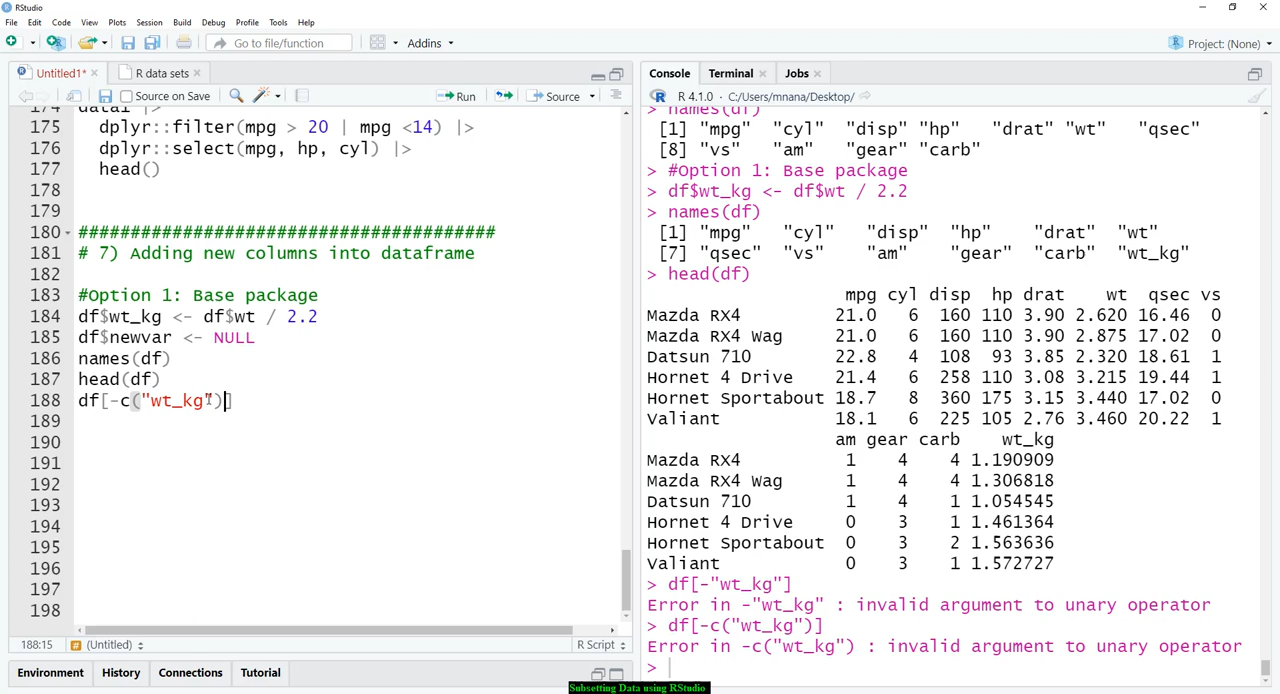 RStudio
File Edit Code View Plots Session Build Debug Profile Tools Help
Go to file/function Addins Project: (None)
Untitled1* R data sets
Source on Save Run Source
174 data1 |>
175 dplyr::filter(mpg > 20 | mpg <14) |>
176 dplyr::select(mpg, hp, cyl) |>
177 head()
178
179
180 ########################################
181 # 7) Adding new columns into dataframe
182
183 #Option 1: Base package
184 df$wt_kg <- df$wt / 2.2
185 df$newvar <- NULL
186 names(df)
187 head(df)
188 df[-c("wt_kg")]
189
190
191
192
193
194
195
196
197
198
188:15 # (Untitled) R Script
Environment History Connections Tutorial
Console Terminal Jobs
R R 4.1.0 · C:/Users/mnana/Desktop/
> names(df)
[1] "mpg" "cyl" "disp" "hp" "drat" "wt" "qsec"
[8] "vs" "am" "gear" "carb"
> #Option 1: Base package
> df$wt_kg <- df$wt / 2.2
> names(df)
[1] "mpg" "cyl" "disp" "hp" "drat" "wt"
[7] "qsec" "vs" "am" "gear" "carb" "wt_kg"
> head(df)
mpg cyl disp hp drat wt qsec vs
Mazda RX4 21.0 6 160 110 3.90 2.620 16.46 0
Mazda RX4 Wag 21.0 6 160 110 3.90 2.875 17.02 0
Datsun 710 22.8 4 108 93 3.85 2.320 18.61 1
Hornet 4 Drive 21.4 6 258 110 3.08 3.215 19.44 1
Hornet Sportabout 18.7 8 360 175 3.15 3.440 17.02 0
Valiant 18.1 6 225 105 2.76 3.460 20.22 1
am gear carb wt_kg
Mazda RX4 1 4 4 1.190909
Mazda RX4 Wag 1 4 4 1.306818
Datsun 710 1 4 1 1.054545
Hornet 4 Drive 0 3 1 1.461364
Hornet Sportabout 0 3 2 1.563636
Valiant 0 3 1 1.572727
> df[-"wt_kg"]
Error in -"wt_kg" : invalid argument to unary operator
> df[-c("wt_kg")]
Error in -c("wt_kg") : invalid argument to unary operator
>
Subsetting Data using RStudio